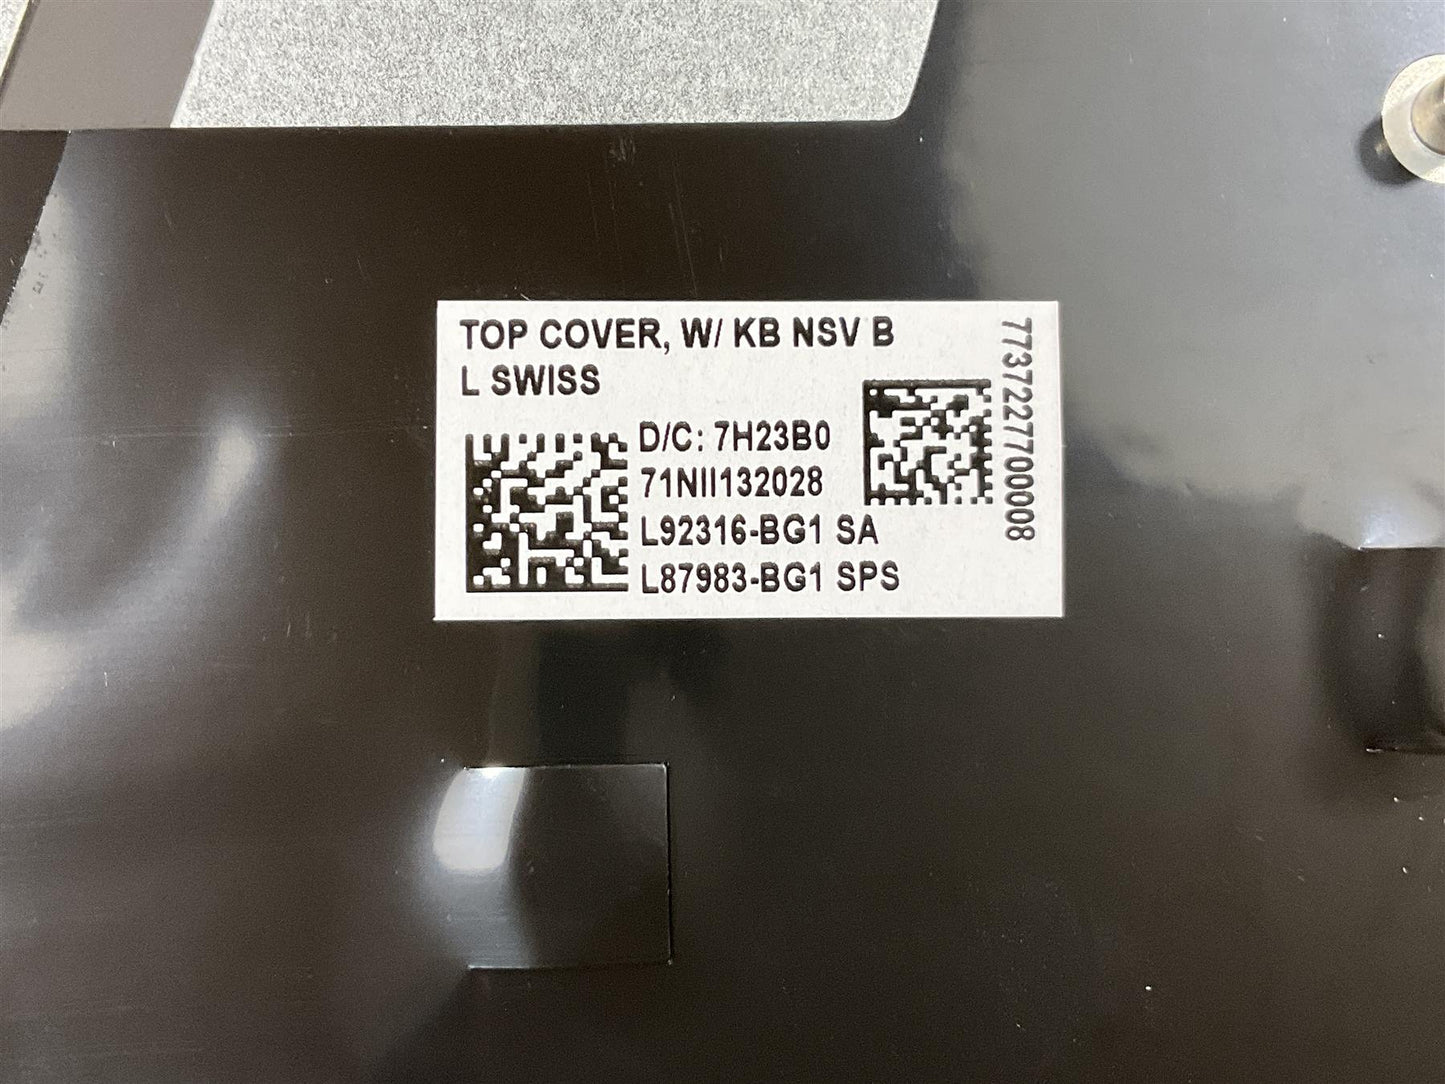 TOP COVER, W/ KB NSV B
L SWISS
D/C: 7H23B0
71NII132028
L92316-BG1 SA
L87983-BG1 SPS
7737227700008